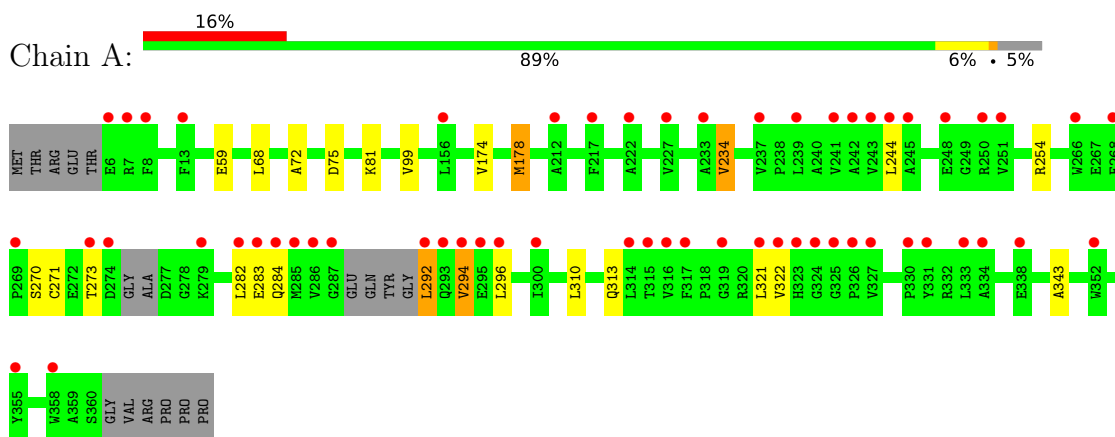 16%
Chain A:
89% 6% • 5%
MET THR ARG GLU THR E6 R7 F8 F13 E59 L68 A72 D75 K81 V99 L156 V174 M178 A212 F217 A222 V227 A233 V234 V237 P238 L239 A240 V241 A242 V243 L244 A245 E248 G249 R250 V251 R254 W266 E267 E268
P269 S270 C271 E272 T273 D274 GLY ALA D277 G278 K279 L282 E283 Q284 M285 V286 G287 GLU GLN TYR GLY L292 Q293 V294 E295 L296 I300 L310 Q313 L314 T315 V316 F317 P318 G319 R320 L321 V322 H323 G324 G325 P326 V327 P330 Y331 R332 L333 A334 E338 A343 W352
Y355 W358 A359 S360 GLY VAL ARG PRO PRO PRO